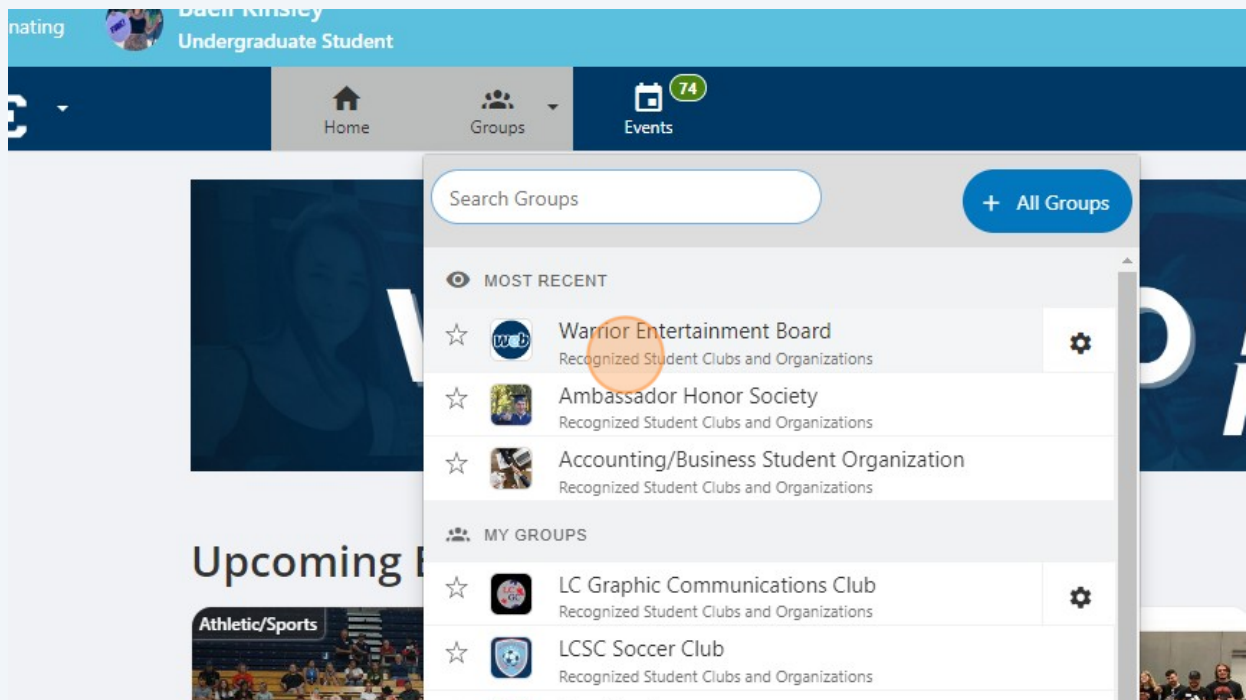 nating
Undergraduate Student
Home
Groups
Events
74
Search Groups
+ All Groups
MOST RECENT
Warrior Entertainment Board
Recognized Student Clubs and Organizations
web
Ambassador Honor Society
Recognized Student Clubs and Organizations
Accounting/Business Student Organization
Recognized Student Clubs and Organizations
MY GROUPS
LC Graphic Communications Club
Recognized Student Clubs and Organizations
LCSC Soccer Club
Recognized Student Clubs and Organizations
Upcoming
Athletic/Sports